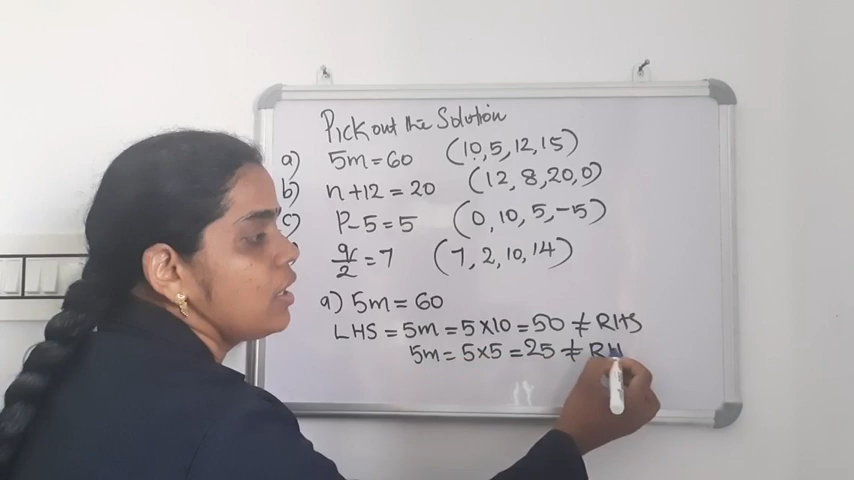 Pick out the Solution
a) 5m = 60 (10, 5, 12, 15)
b) n + 12 = 20 (12, 8, 20, 0)
c) P - 5 = 5 (0, 10, 5, -5)
q/2 = 7 (7, 2, 10, 14)
a) 5m = 60
LHS = 5m = 5 × 10 = 50 ≠ RHS
5m = 5 × 5 = 25 ≠ RH